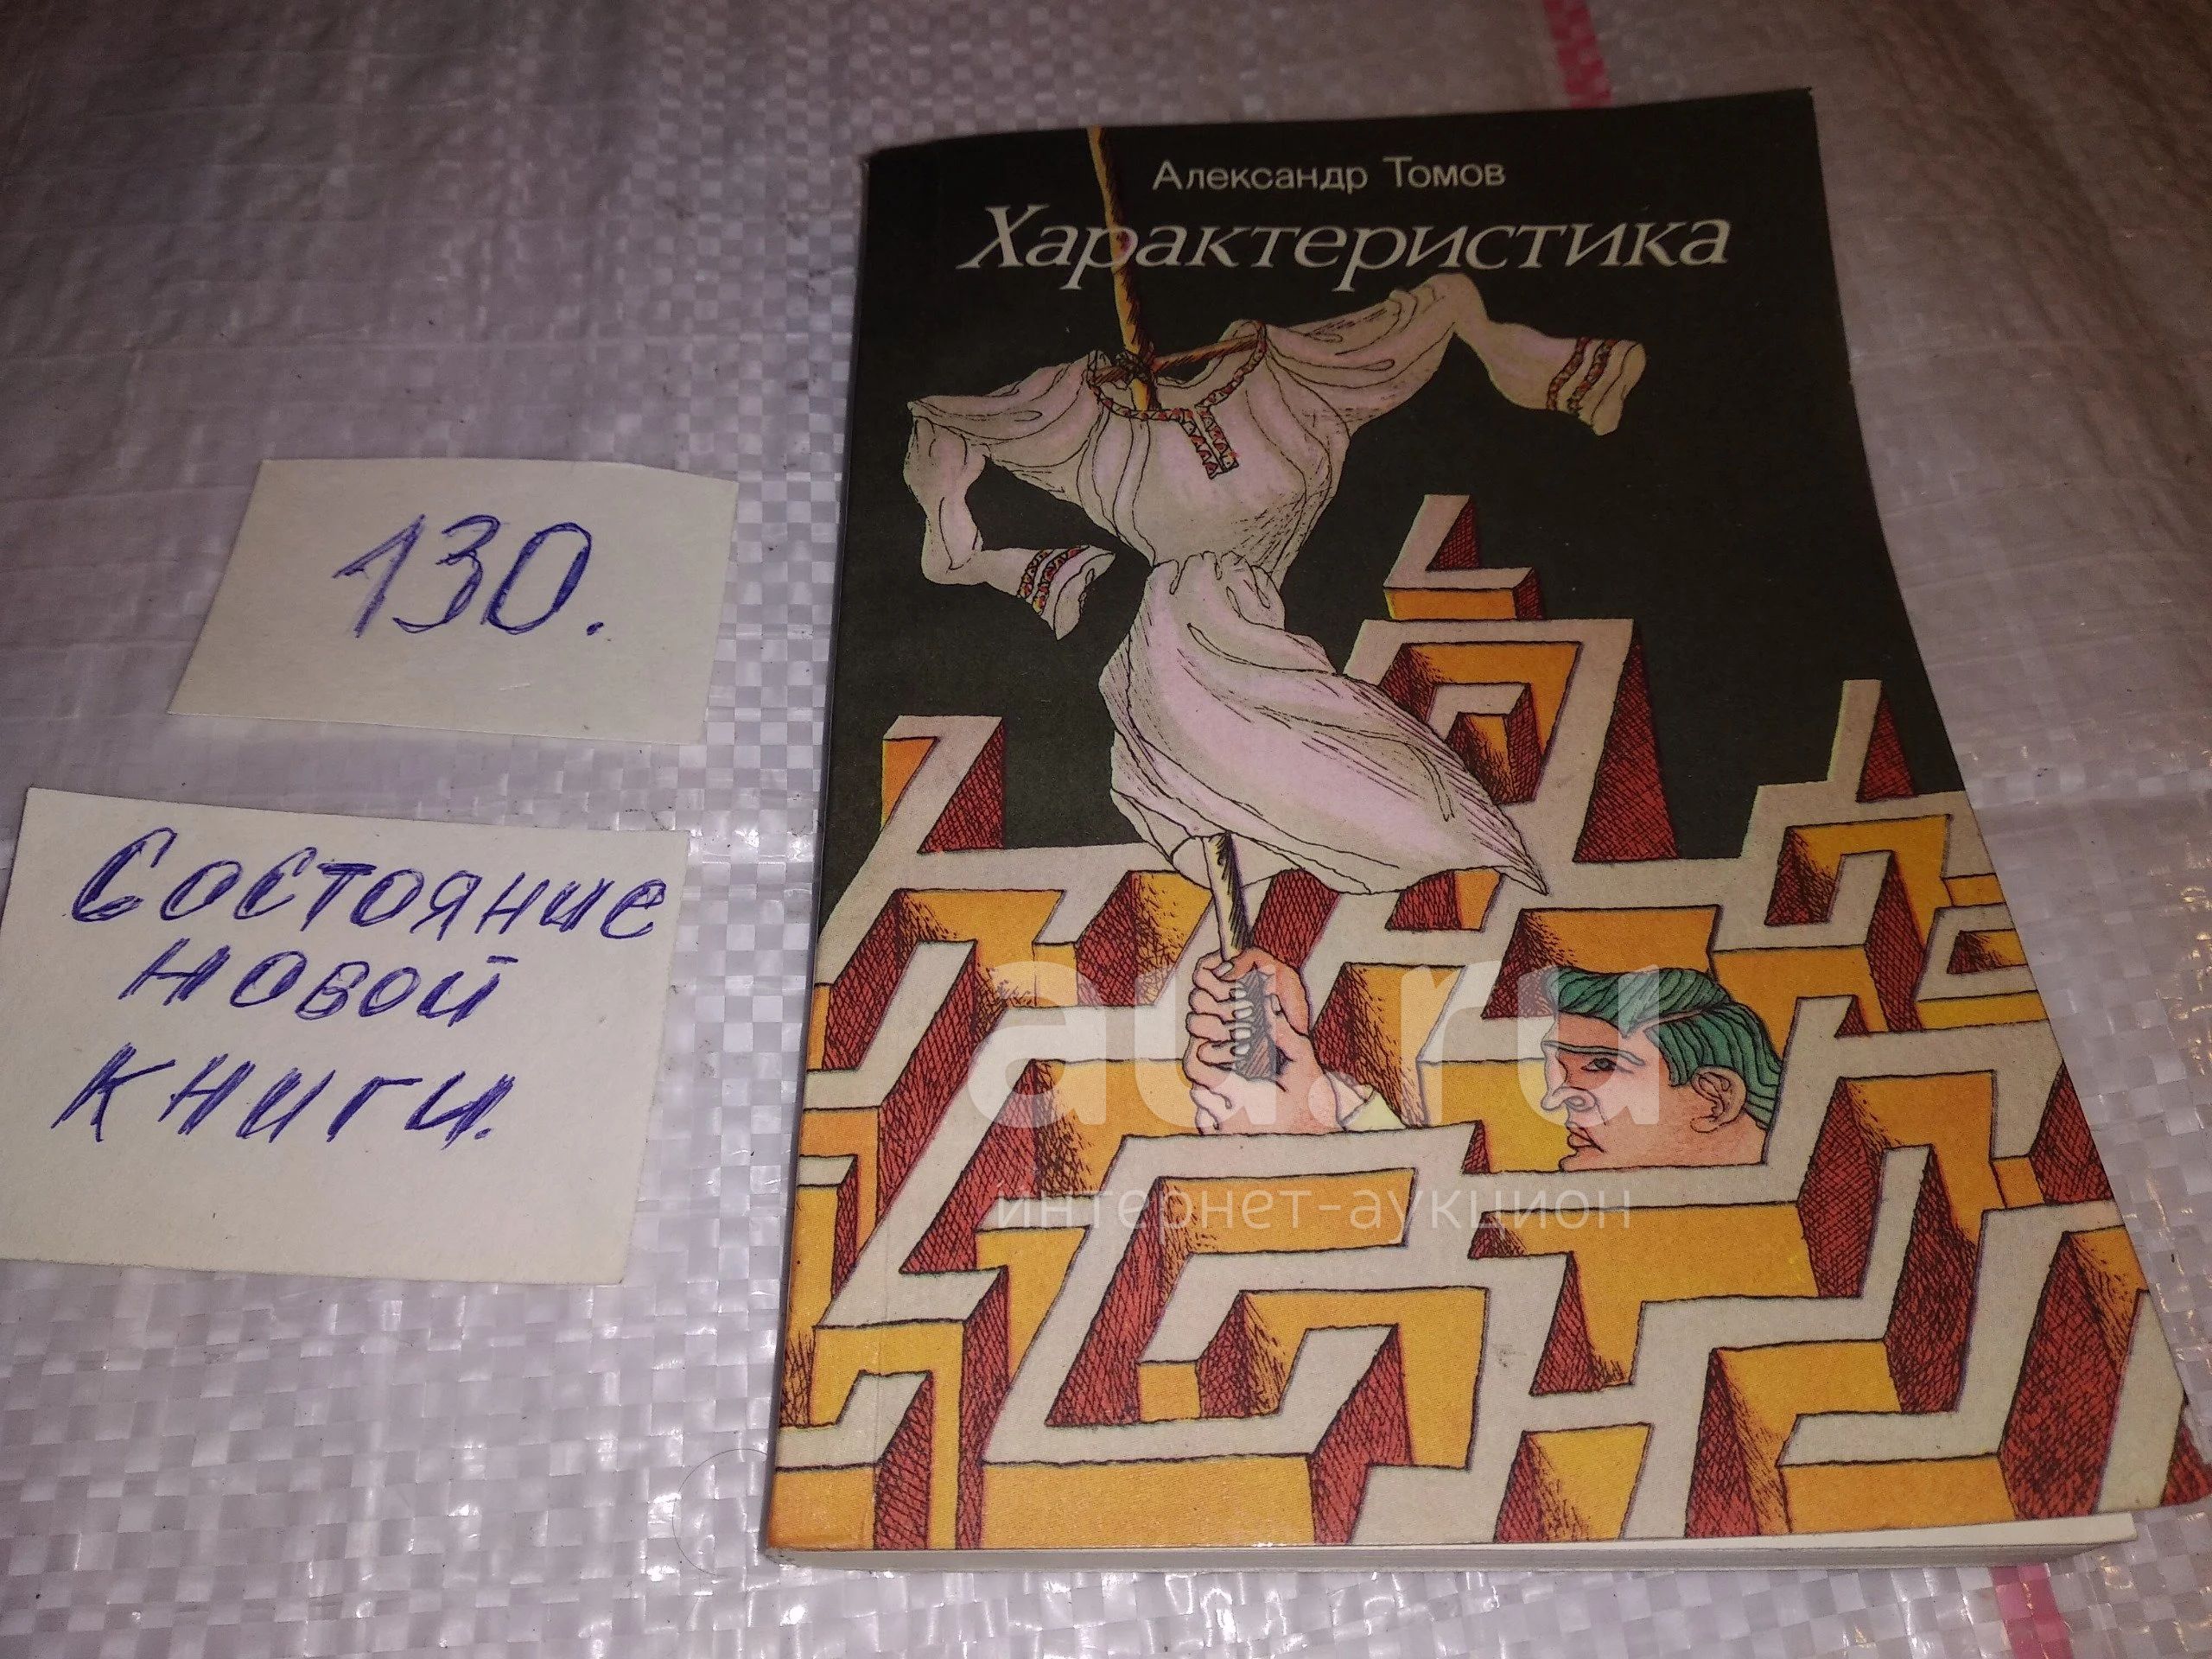 Александр Томов
Характеристика
130.
Состояние
новой
книги.
au.ru
интернет-аукцион